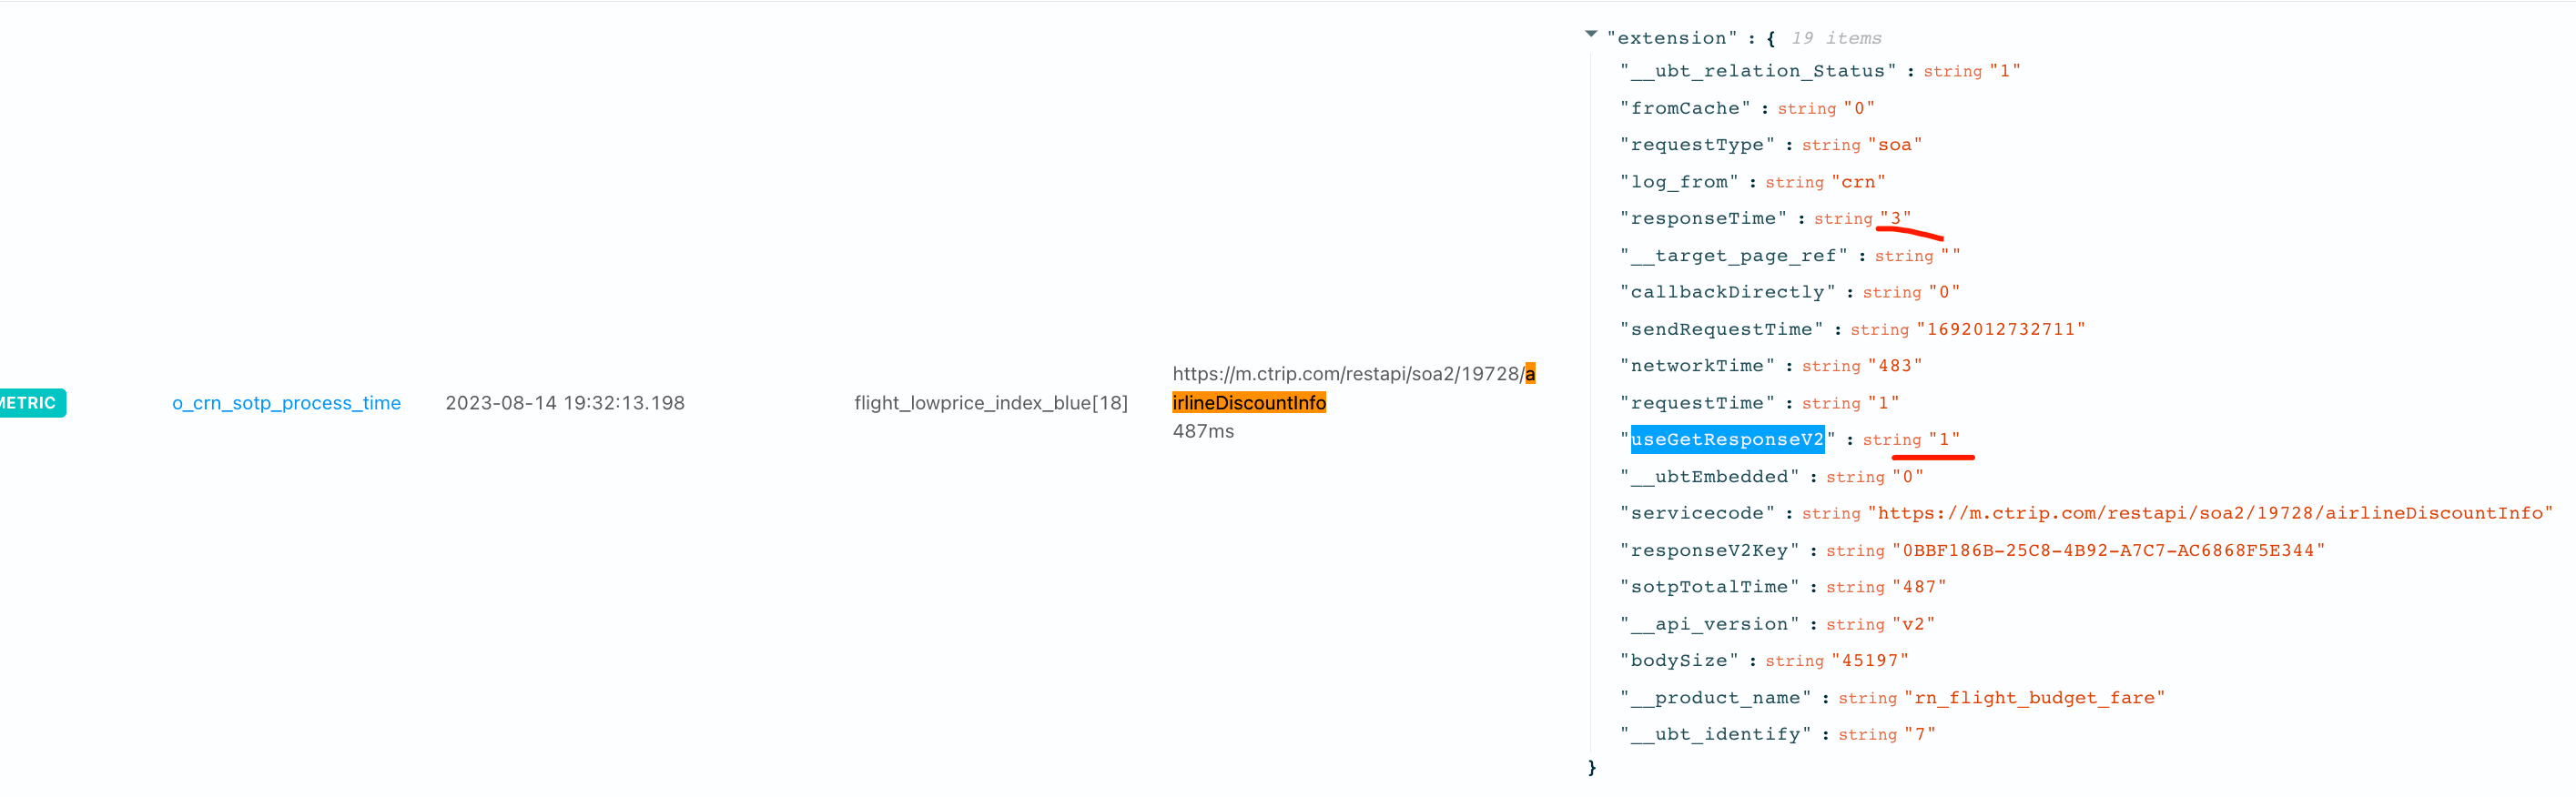 METRIC
o_crn_sotp_process_time
2023-08-14 19:32:13.198
flight_lowprice_index_blue[18]
https://m.ctrip.com/restapi/soa2/19728/a
irlineDiscountInfo
487ms
"extension" : { 19 items
"__ubt_relation_Status" : string "1"
"fromCache" : string "0"
"requestType" : string "soa"
"log_from" : string "crn"
"responseTime" : string "3"
"__target_page_ref" : string ""
"callbackDirectly" : string "0"
"sendRequestTime" : string "1692012732711"
"networkTime" : string "483"
"requestTime" : string "1"
"useGetResponseV2" : string "1"
"__ubtEmbedded" : string "0"
"servicecode" : string "https://m.ctrip.com/restapi/soa2/19728/airlineDiscountInfo"
"responseV2Key" : string "0BBF186B-25C8-4B92-A7C7-AC6868F5E344"
"sotpTotalTime" : string "487"
"__api_version" : string "v2"
"bodySize" : string "45197"
"__product_name" : string "rn_flight_budget_fare"
"__ubt_identify" : string "7"
}